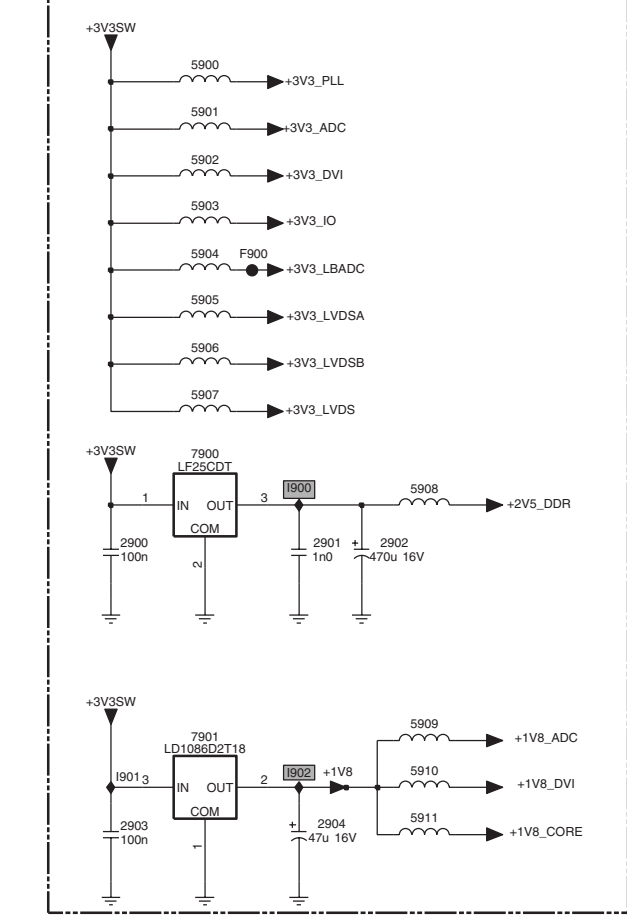 +3V3SW
5900
+3V3_PLL
5901
+3V3_ADC
5902
+3V3_DVI
5903
+3V3_IO
5904 F900
+3V3_LBADC
5905
+3V3_LVDSA
5906
+3V3_LVDSB
5907
+3V3_LVDS
+3V3SW
7900
LF25CDT
I900
5908
1 IN OUT 3
+2V5_DDR
COM
2900
100n
2
2901
1n0
+ 2902
470u 16V
+3V3SW
7901
LD1086D2T18
5909
+1V8_ADC
I901 3 IN OUT 2
I902
+1V8
5910
+1V8_DVI
COM
2903
100n
1
+ 2904
47u 16V
5911
+1V8_CORE